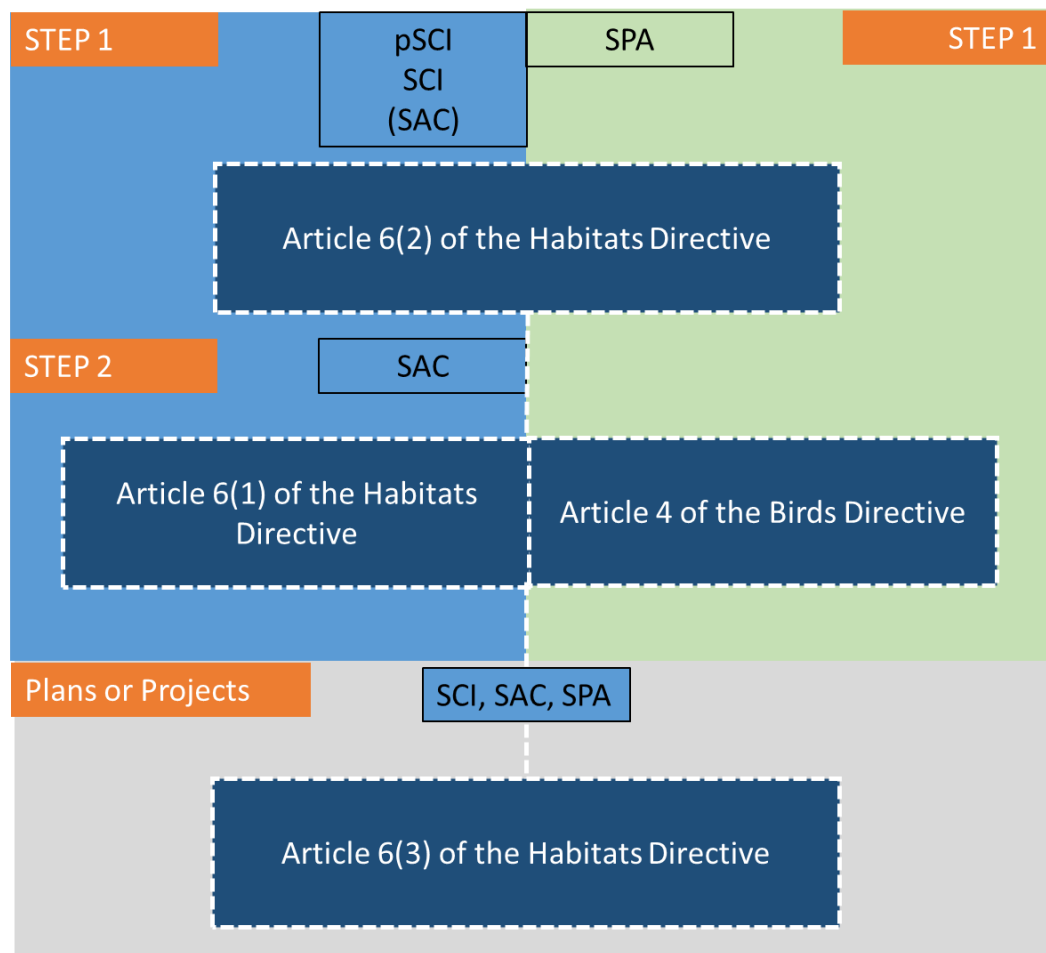 STEP 1
pSCI
SCI
(SAC)
SPA
STEP 1
Article 6(2) of the Habitats Directive
STEP 2
SAC
Article 6(1) of the Habitats
Directive
Article 4 of the Birds Directive
Plans or Projects
SCI, SAC, SPA
Article 6(3) of the Habitats Directive